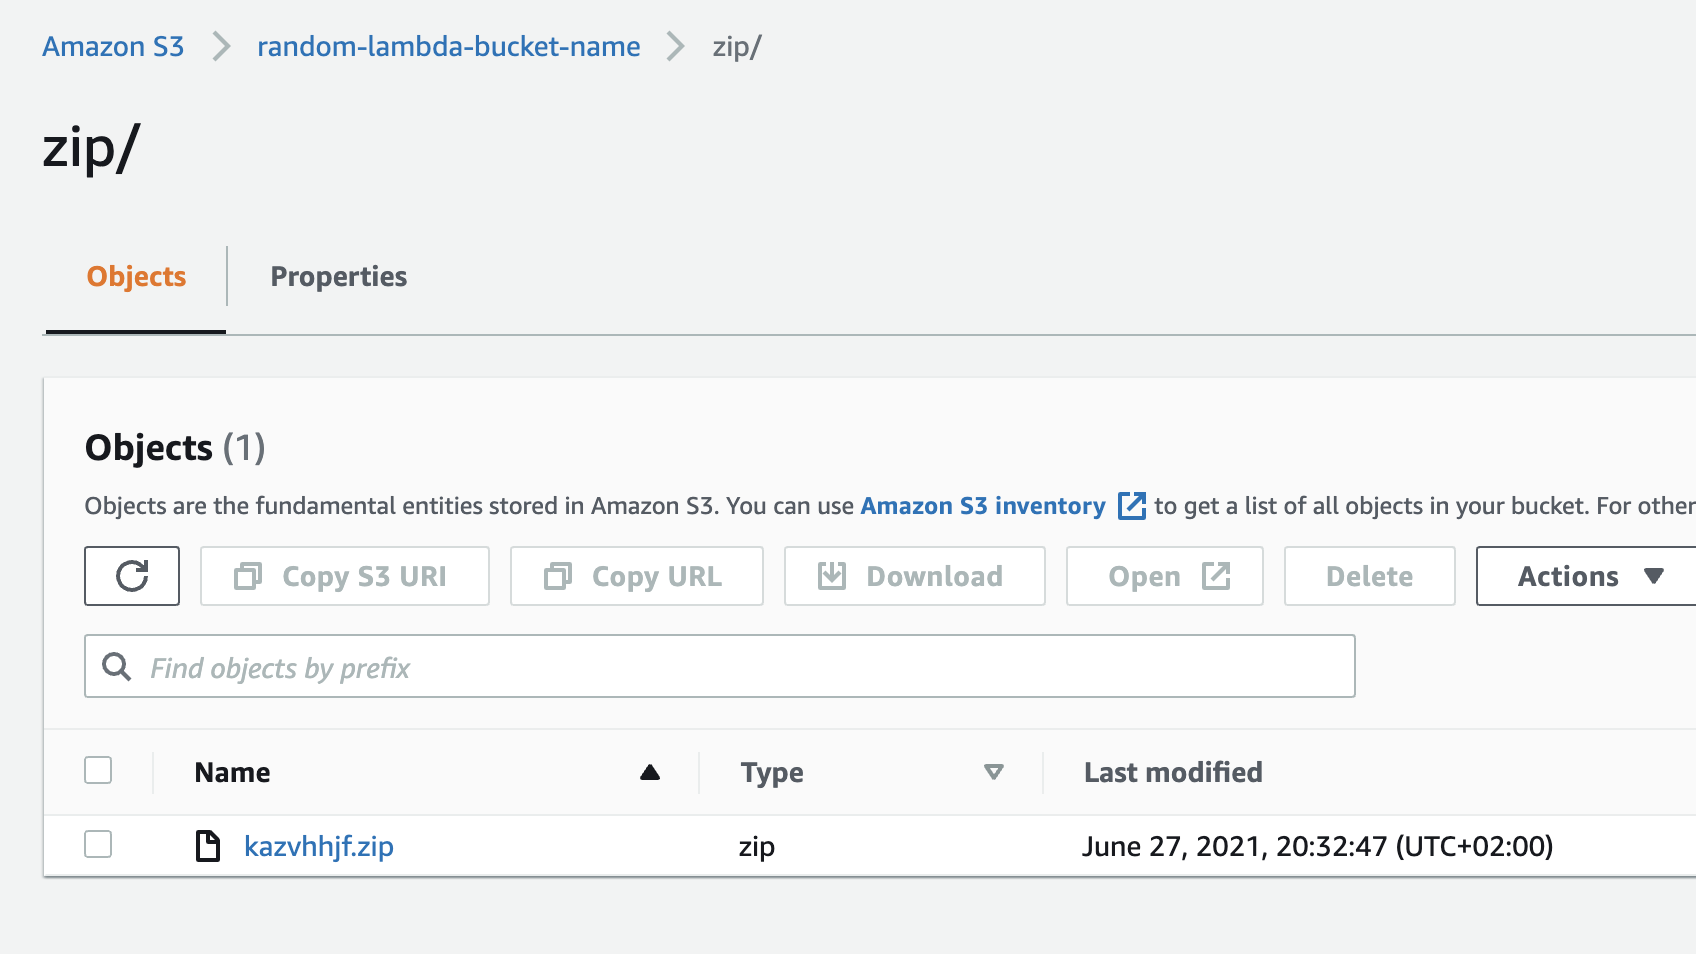 Amazon S3 random-lambda-bucket-name zip/
zip/
Objects Properties
Objects (1)
Objects are the fundamental entities stored in Amazon S3. You can use Amazon S3 inventory to get a list of all objects in your bucket. For other
Copy S3 URI Copy URL Download Open Delete Actions
Find objects by prefix
Name Type Last modified
kazvhhjf.zip zip June 27, 2021, 20:32:47 (UTC+02:00)